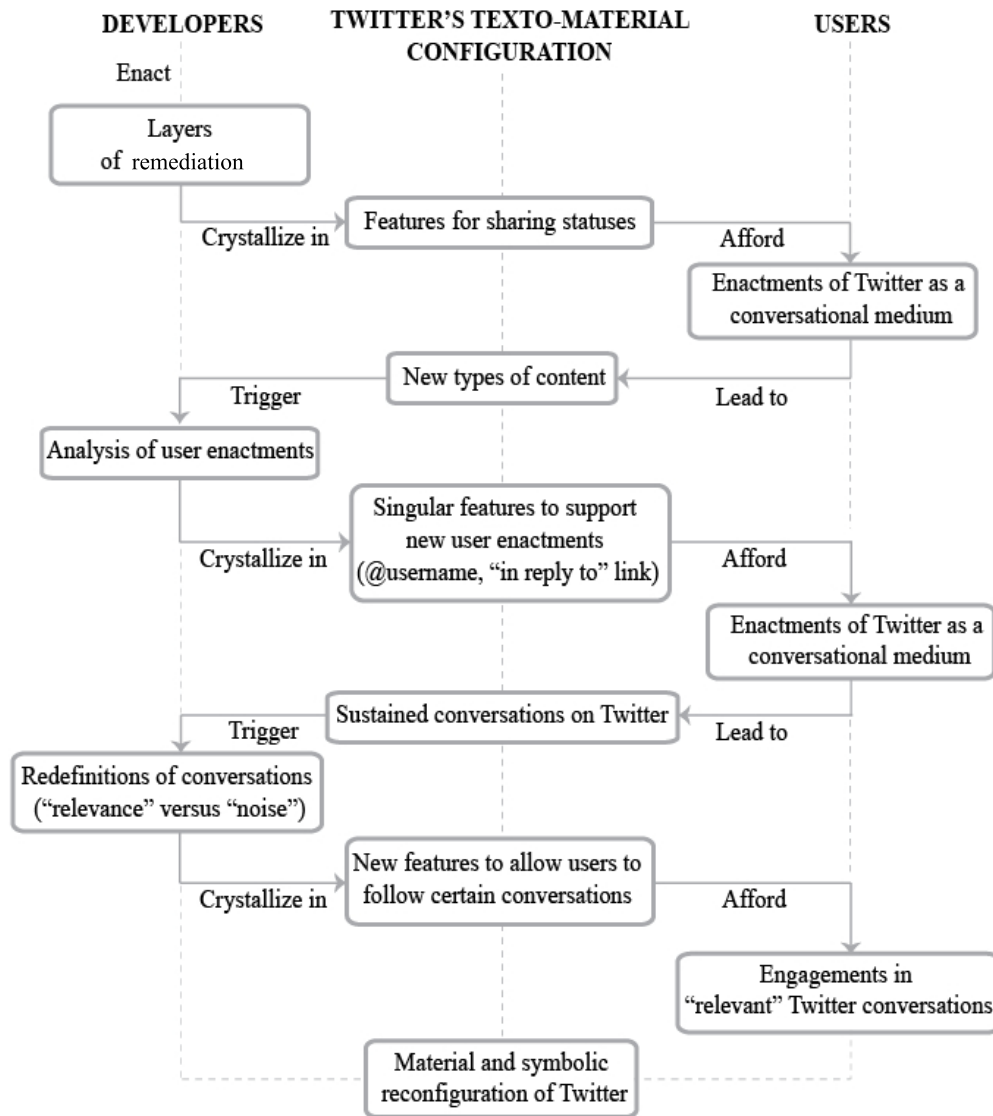 DEVELOPERS
TWITTER’S TEXTO-MATERIAL
CONFIGURATION
USERS
Enact
Layers
of remediation
Crystallize in
Features for sharing statuses
Afford
Enactments of Twitter as a
conversational medium
Lead to
New types of content
Trigger
Analysis of user enactments
Crystallize in
Singular features to support
new user enactments
(@username, “in reply to” link)
Afford
Enactments of Twitter as a
conversational medium
Lead to
Sustained conversations on Twitter
Trigger
Redefinitions of conversations
(“relevance” versus “noise”)
Crystallize in
New features to allow users to
follow certain conversations
Afford
Engagements in
“relevant” Twitter conversations
Material and symbolic
reconfiguration of Twitter